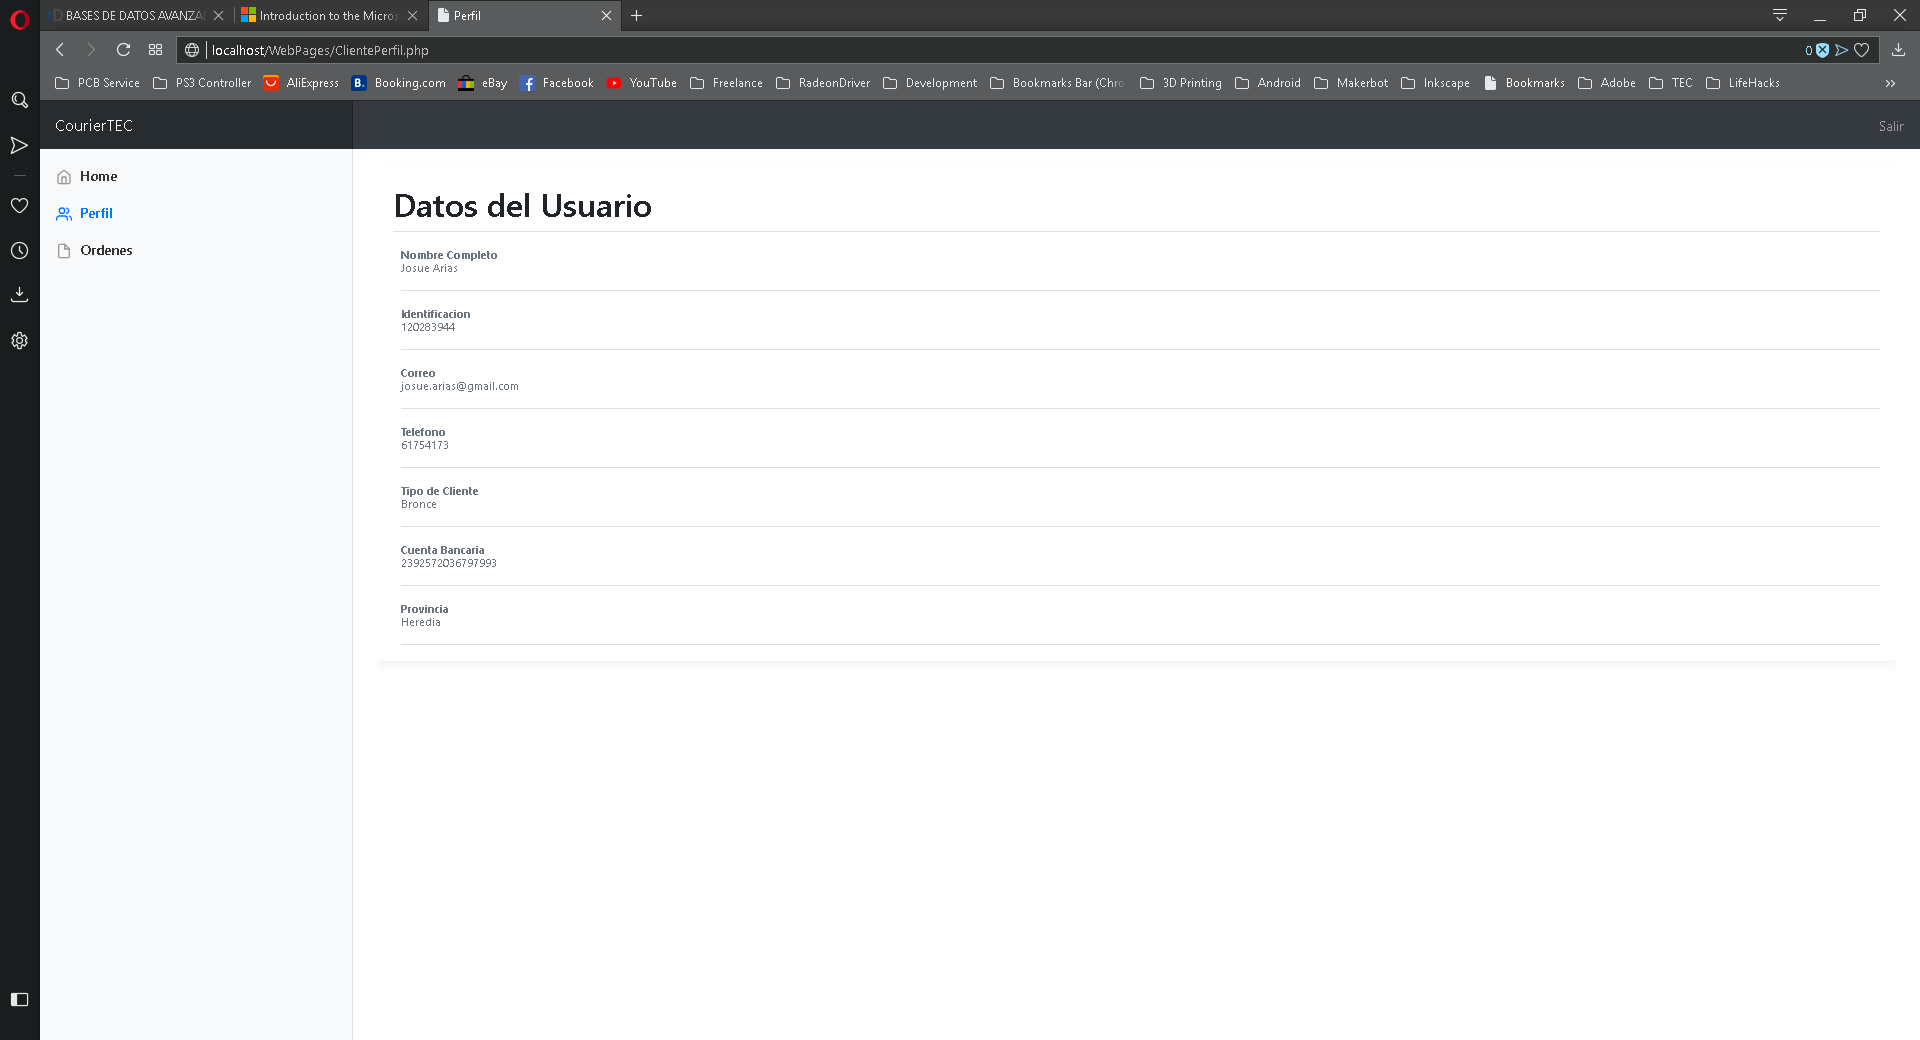 BASES DE DATOS AVANZA
Introduction to the Micros
Perfil
localhost/WebPages/ClientePerfil.php
0
PCB Service
PS3 Controller
AliExpress
B. Booking.com
eBay
Facebook
YouTube
Freelance
RadeonDriver
Development
Bookmarks Bar (Chro
3D Printing
Android
Makerbot
Inkscape
Bookmarks
Adobe
TEC
LifeHacks
CourierTEC
Salir
Home
Perfil
Ordenes
Datos del Usuario
Nombre Completo
Josue Arias
Identificacion
120283944
Correo
josue.arias@gmail.com
Telefono
61754173
Tipo de Cliente
Bronce
Cuenta Bancaria
2392572036797993
Provincia
Heredia